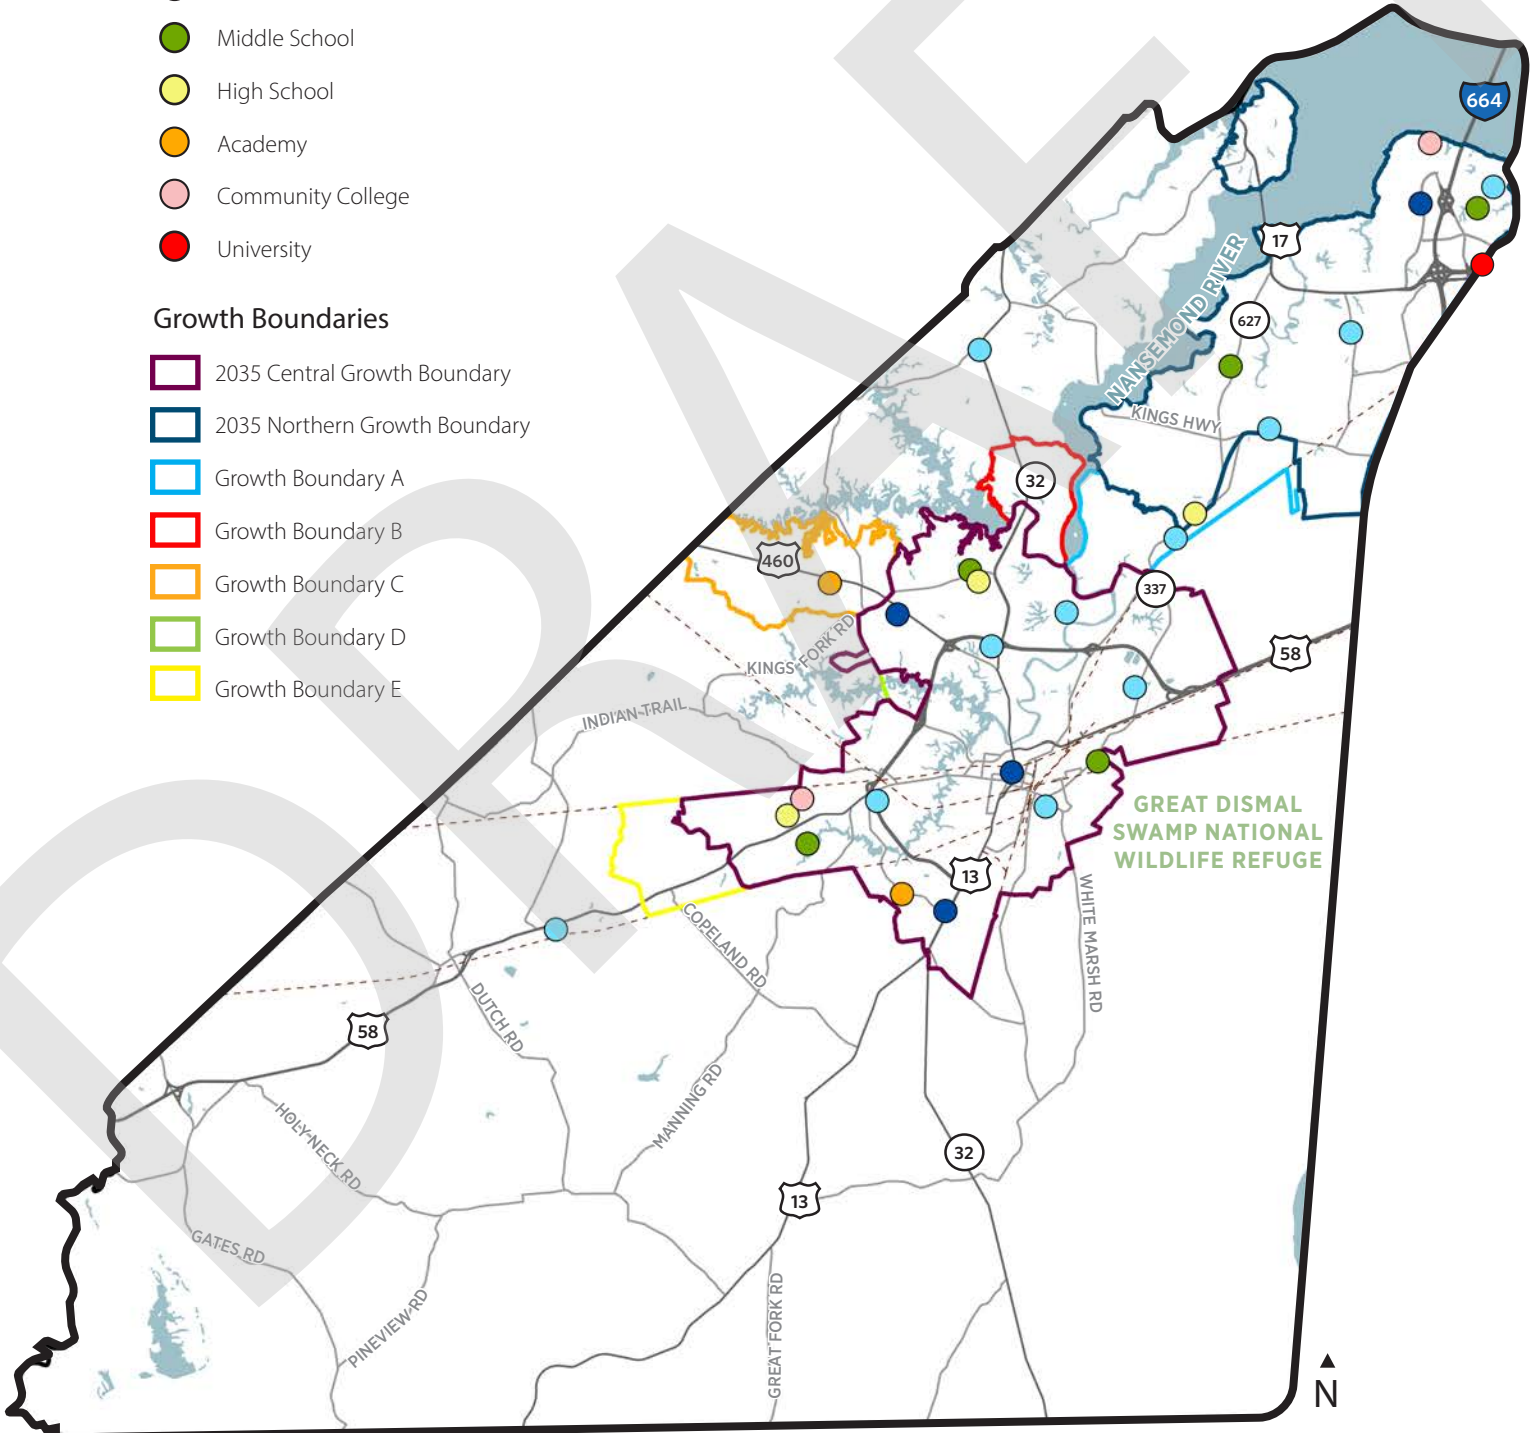 Middle School
High School
Academy
Community College
University
Growth Boundaries
2035 Central Growth Boundary
2035 Northern Growth Boundary
Growth Boundary A
Growth Boundary B
Growth Boundary C
Growth Boundary D
Growth Boundary E
664
17
NANSEMOND RIVER
627
KINGS HWY
32
460
337
58
KINGS FORK RD
INDIAN TRAIL
GREAT DISMAL
SWAMP NATIONAL
WILDLIFE REFUGE
13
WHITE MARSH RD
COPELAND RD
DUTCH RD
58
MANNING RD
HOLY NECK RD
32
13
GATES RD
PINEVIEW RD
GREAT FORK RD
N
DRAF